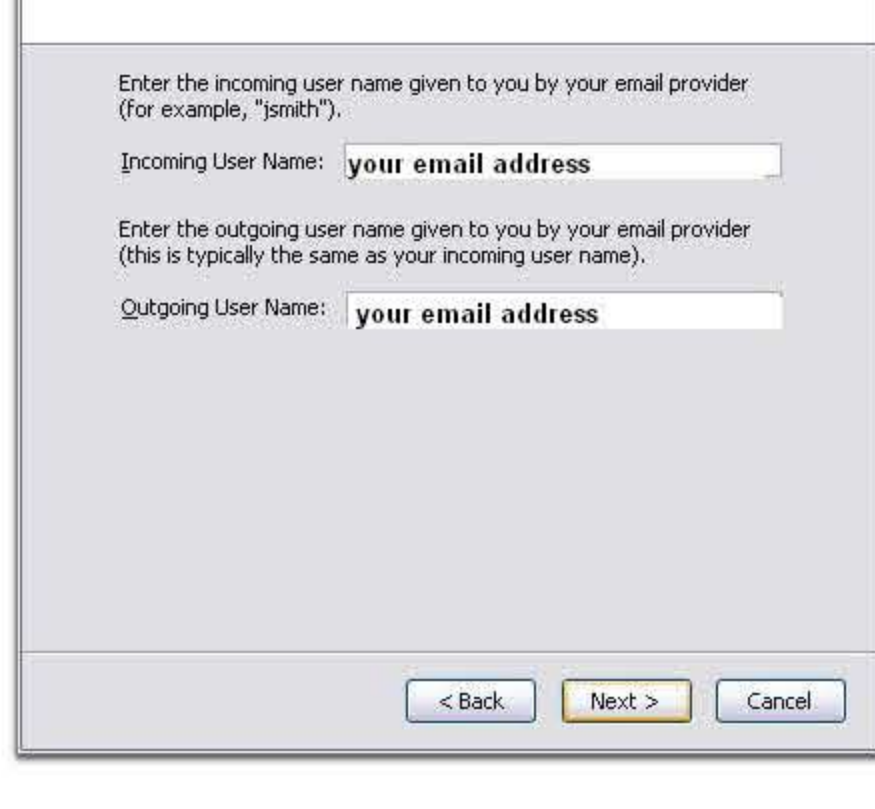 Enter the incoming user name given to you by your email provider
(for example, "jsmith").
Incoming User Name: your email address
Enter the outgoing user name given to you by your email provider
(this is typically the same as your incoming user name).
Outgoing User Name: your email address
< Back Next > Cancel